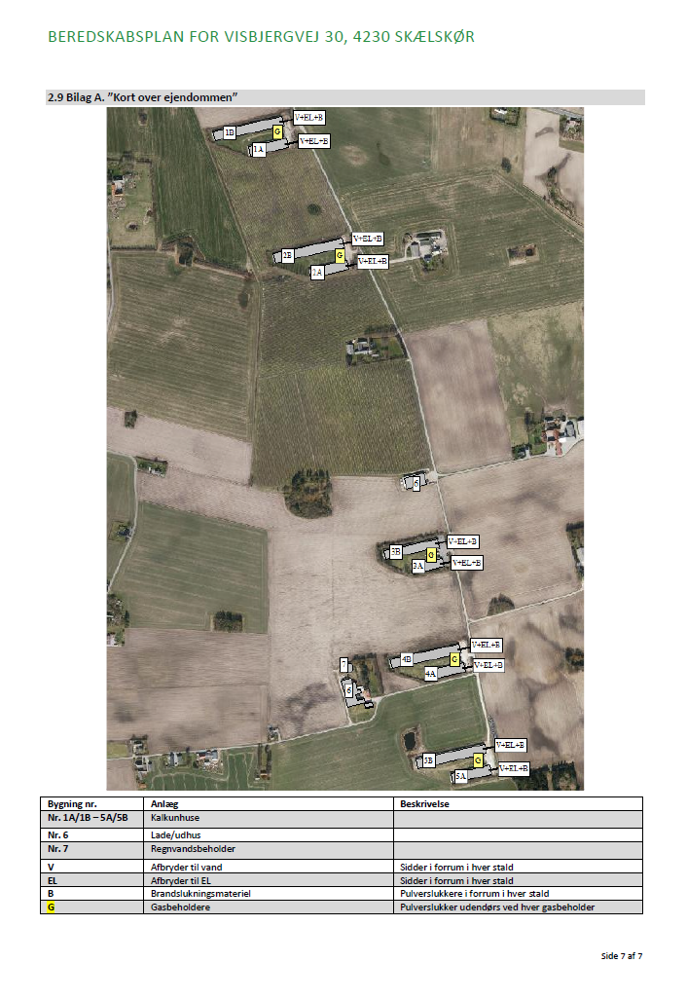 BEREDSKABSPLAN FOR VISBJERGVEJ 30, 4230 SKÆLSKØR
2.9 Bilag A. ”Kort over ejendommen”
V+EL+B
1B
G
V+EL+B
1A
V+EL+B
2B
G
V+EL+B
2A
6
V+EL+B
3B
G
V+EL+B
3A
V+EL+B
4B
G
7
V+EL+B
4A
6
V+EL+B
5B
G
V+EL+B
5A
Bygning nr. Anlæg Beskrivelse
Nr. 1A/1B – 5A/5B Kalkunhuse
Nr. 6 Lade/udhus
Nr. 7 Regnvandsbeholder
V Afbryder til vand Sidder i forrum i hver stald
EL Afbryder til EL Sidder i forrum i hver stald
B Brandslukningsmateriel Pulverslukkere i forrum i hver stald
G Gasbeholdere Pulverslukker udendørs ved hver gasbeholder
Side 7 af 7